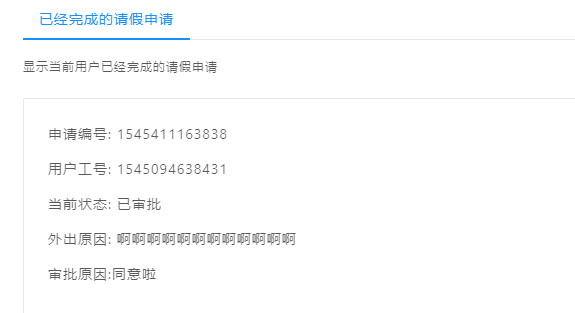 已经完成的请假申请
显示当前用户已经完成的请假申请
申请编号: 1545411163838
用户工号: 1545094638431
当前状态: 已审批
外出原因: 啊啊啊啊啊啊啊啊啊啊啊啊
审批原因:同意啦